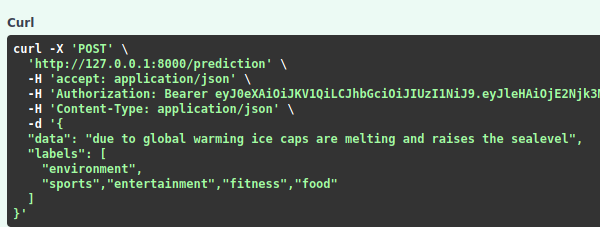 Curl
curl -X 'POST' \
'http://127.0.0.1:8000/prediction' \
-H 'accept: application/json' \
-H 'Authorization: Bearer eyJ0eXAiOiJKV1QiLCJhbGciOiJIUzI1NiJ9.eyJleHAiOjE2Njk3N
-H 'Content-Type: application/json' \
-d '{
"data": "due to global warming ice caps are melting and raises the sealevel",
"labels": [
"environment",
"sports","entertainment","fitness","food"
]
}'